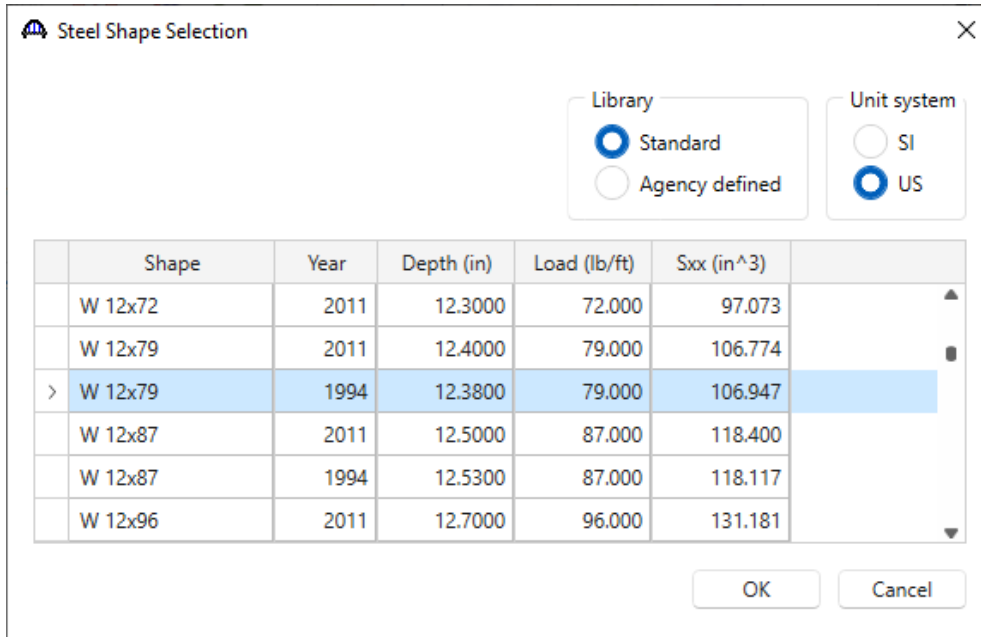 Steel Shape Selection
Library
Unit system
Standard
SI
Agency defined
US
Shape Year Depth (in) Load (lb/ft) Sxx (in^3)
W 12x72 2011 12.3000 72.000 97.073
W 12x79 2011 12.4000 79.000 106.774
W 12x79 1994 12.3800 79.000 106.947
W 12x87 2011 12.5000 87.000 118.400
W 12x87 1994 12.5300 87.000 118.117
W 12x96 2011 12.7000 96.000 131.181
OK Cancel